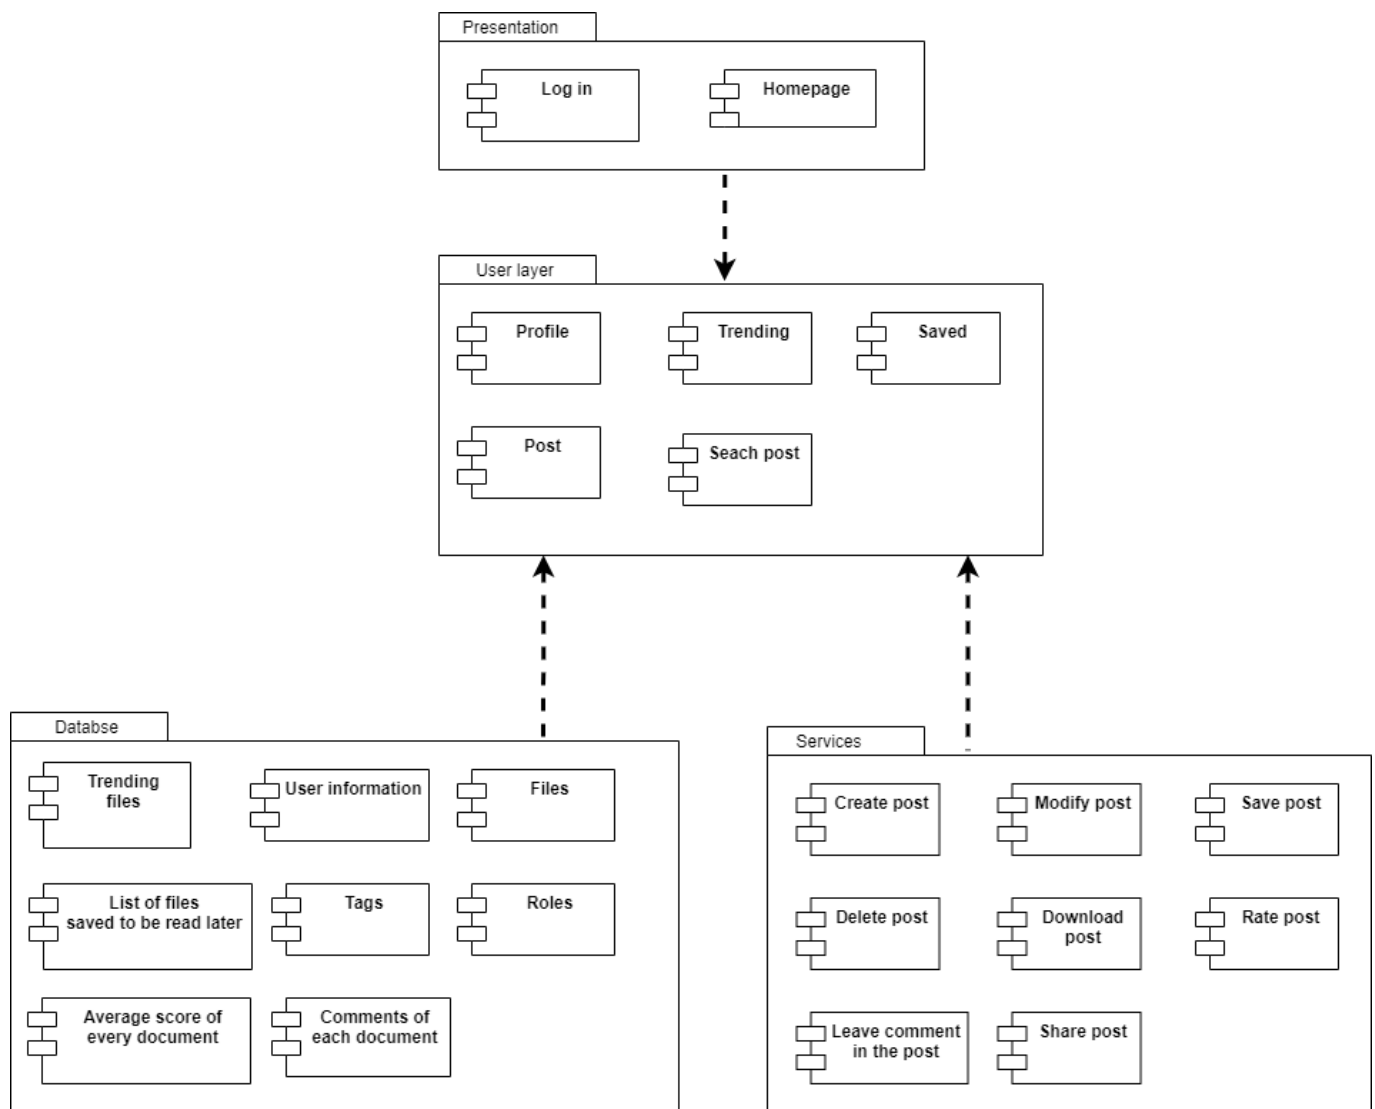 Presentation
Log in
Homepage
User layer
Profile
Trending
Saved
Post
Seach post
Databse
Trending
files
User information
Files
List of files
saved to be read later
Tags
Roles
Average score of
every document
Comments of
each document
Services
Create post
Modify post
Save post
Delete post
Download
post
Rate post
Leave comment
in the post
Share post